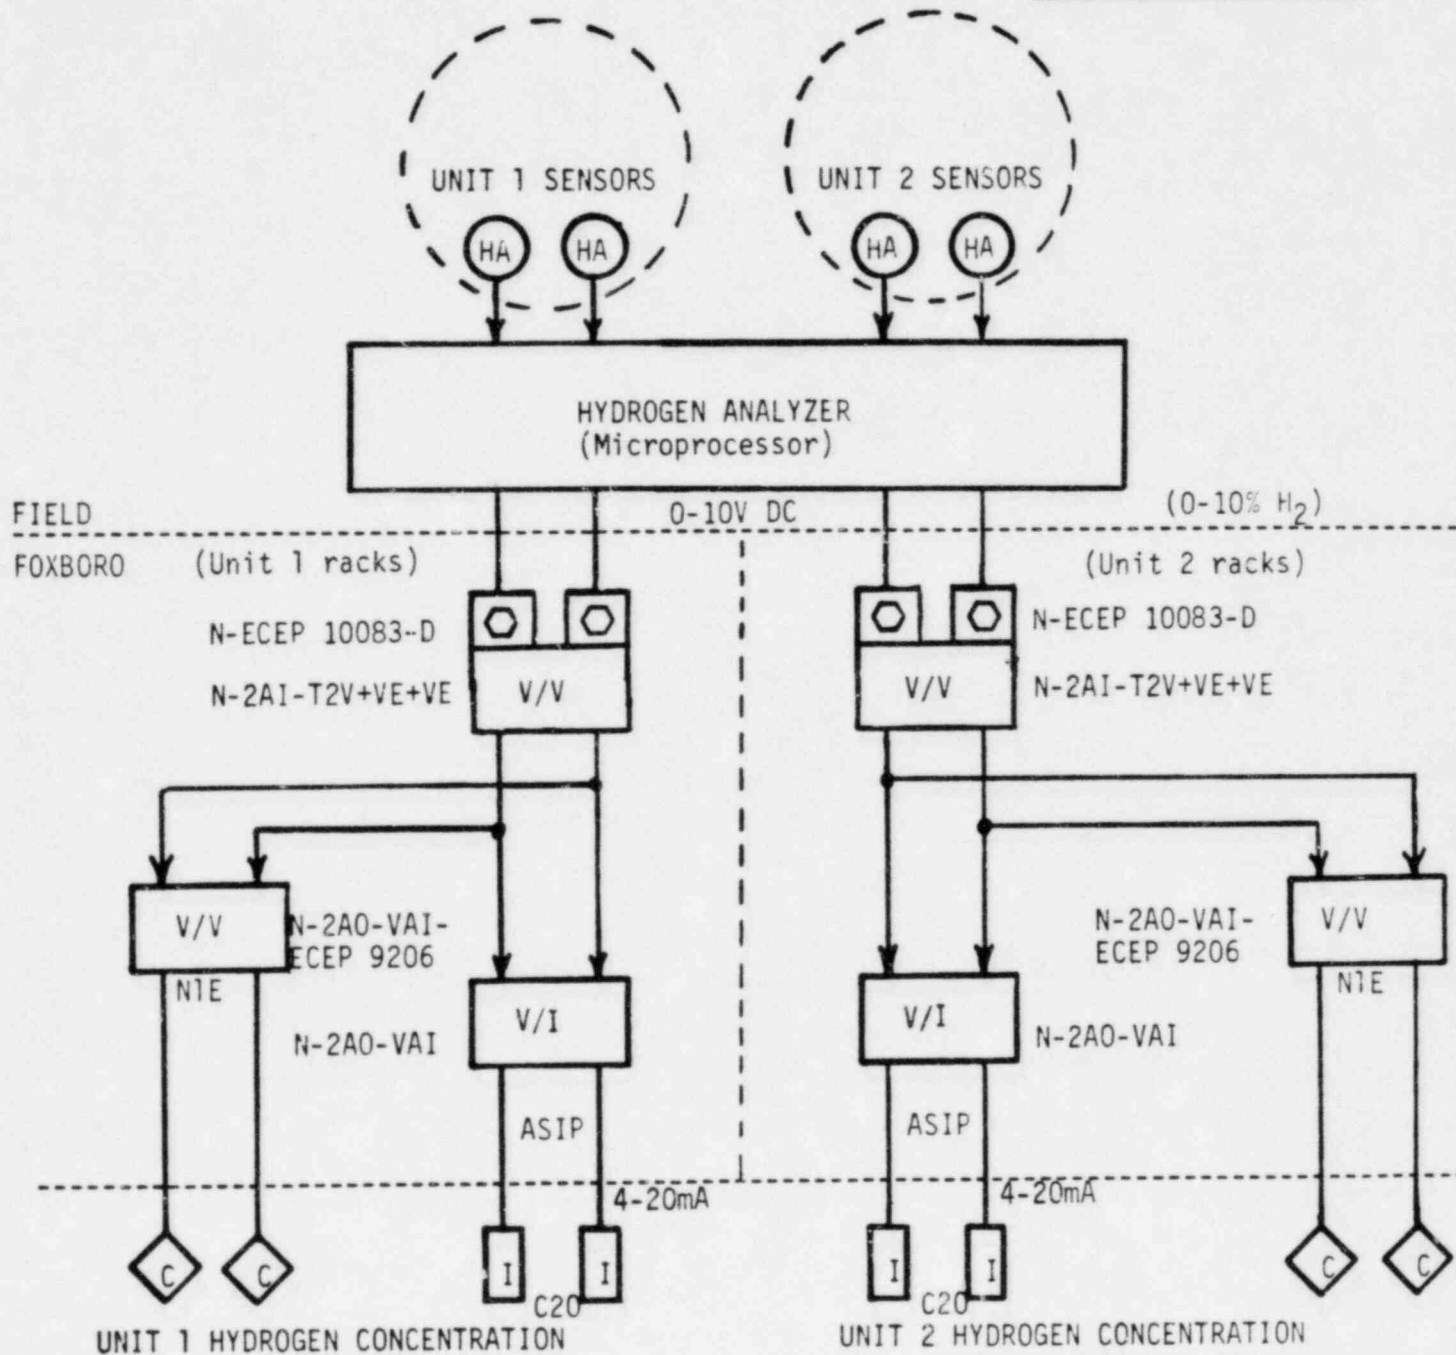 UNIT 1 SENSORS
UNIT 2 SENSORS
HA
HA
HA
HA
HYDROGEN ANALYZER
(Microprocessor)
FIELD
0-10V DC
(0-10% H₂)
FOXBORO
(Unit 1 racks)
(Unit 2 racks)
N-ECEP 10083-D
N-ECEP 10083-D
N-2AI-T2V+VE+VE
V/V
V/V
N-2AI-T2V+VE+VE
V/V
N-2AO-VAI-
ECEP 9206
N1E
N-2AO-VAI-
ECEP 9206
V/V
N1E
V/I
N-2AO-VAI
V/I
N-2AO-VAI
ASIP
ASIP
4-20mA
4-20mA
C
C
I
I
C20
I
I
C20
C
C
UNIT 1 HYDROGEN CONCENTRATION
UNIT 2 HYDROGEN CONCENTRATION